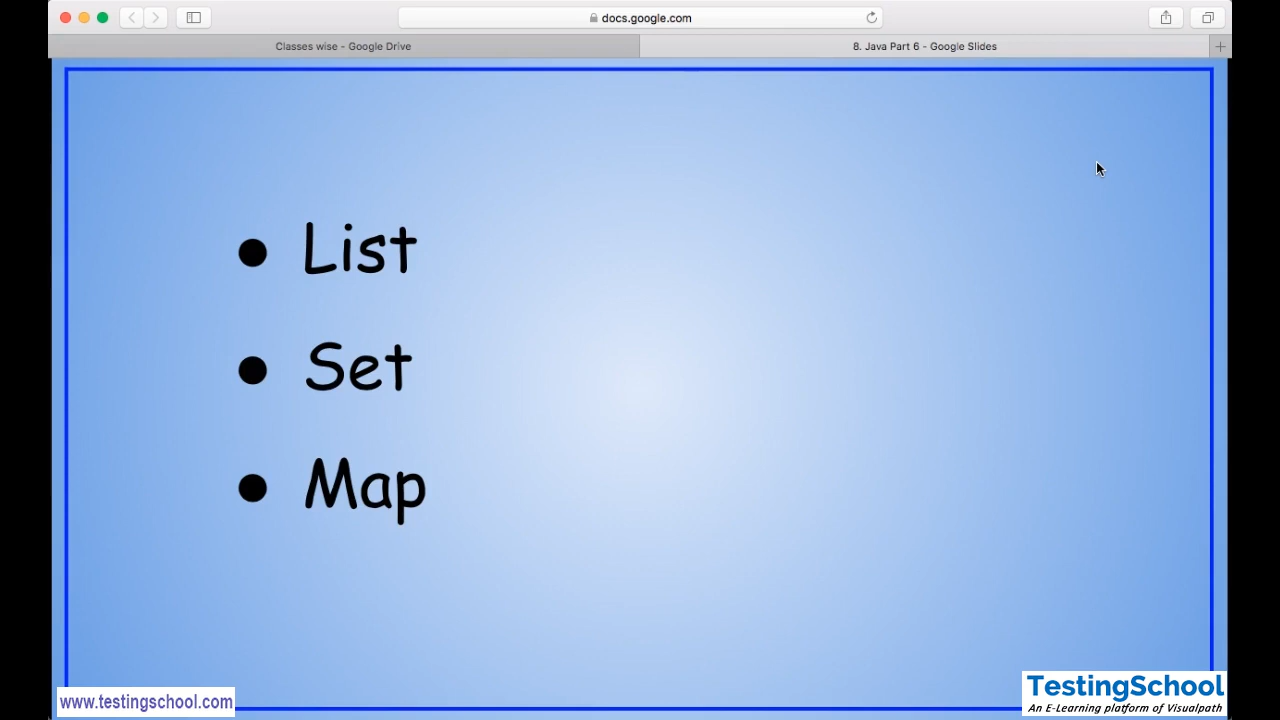 docs.google.com
Classes wise - Google Drive
8. Java Part 6 - Google Slides
● List
● Set
● Map
www.testingschool.com
TestingSchool
An E-Learning platform of Visualpath